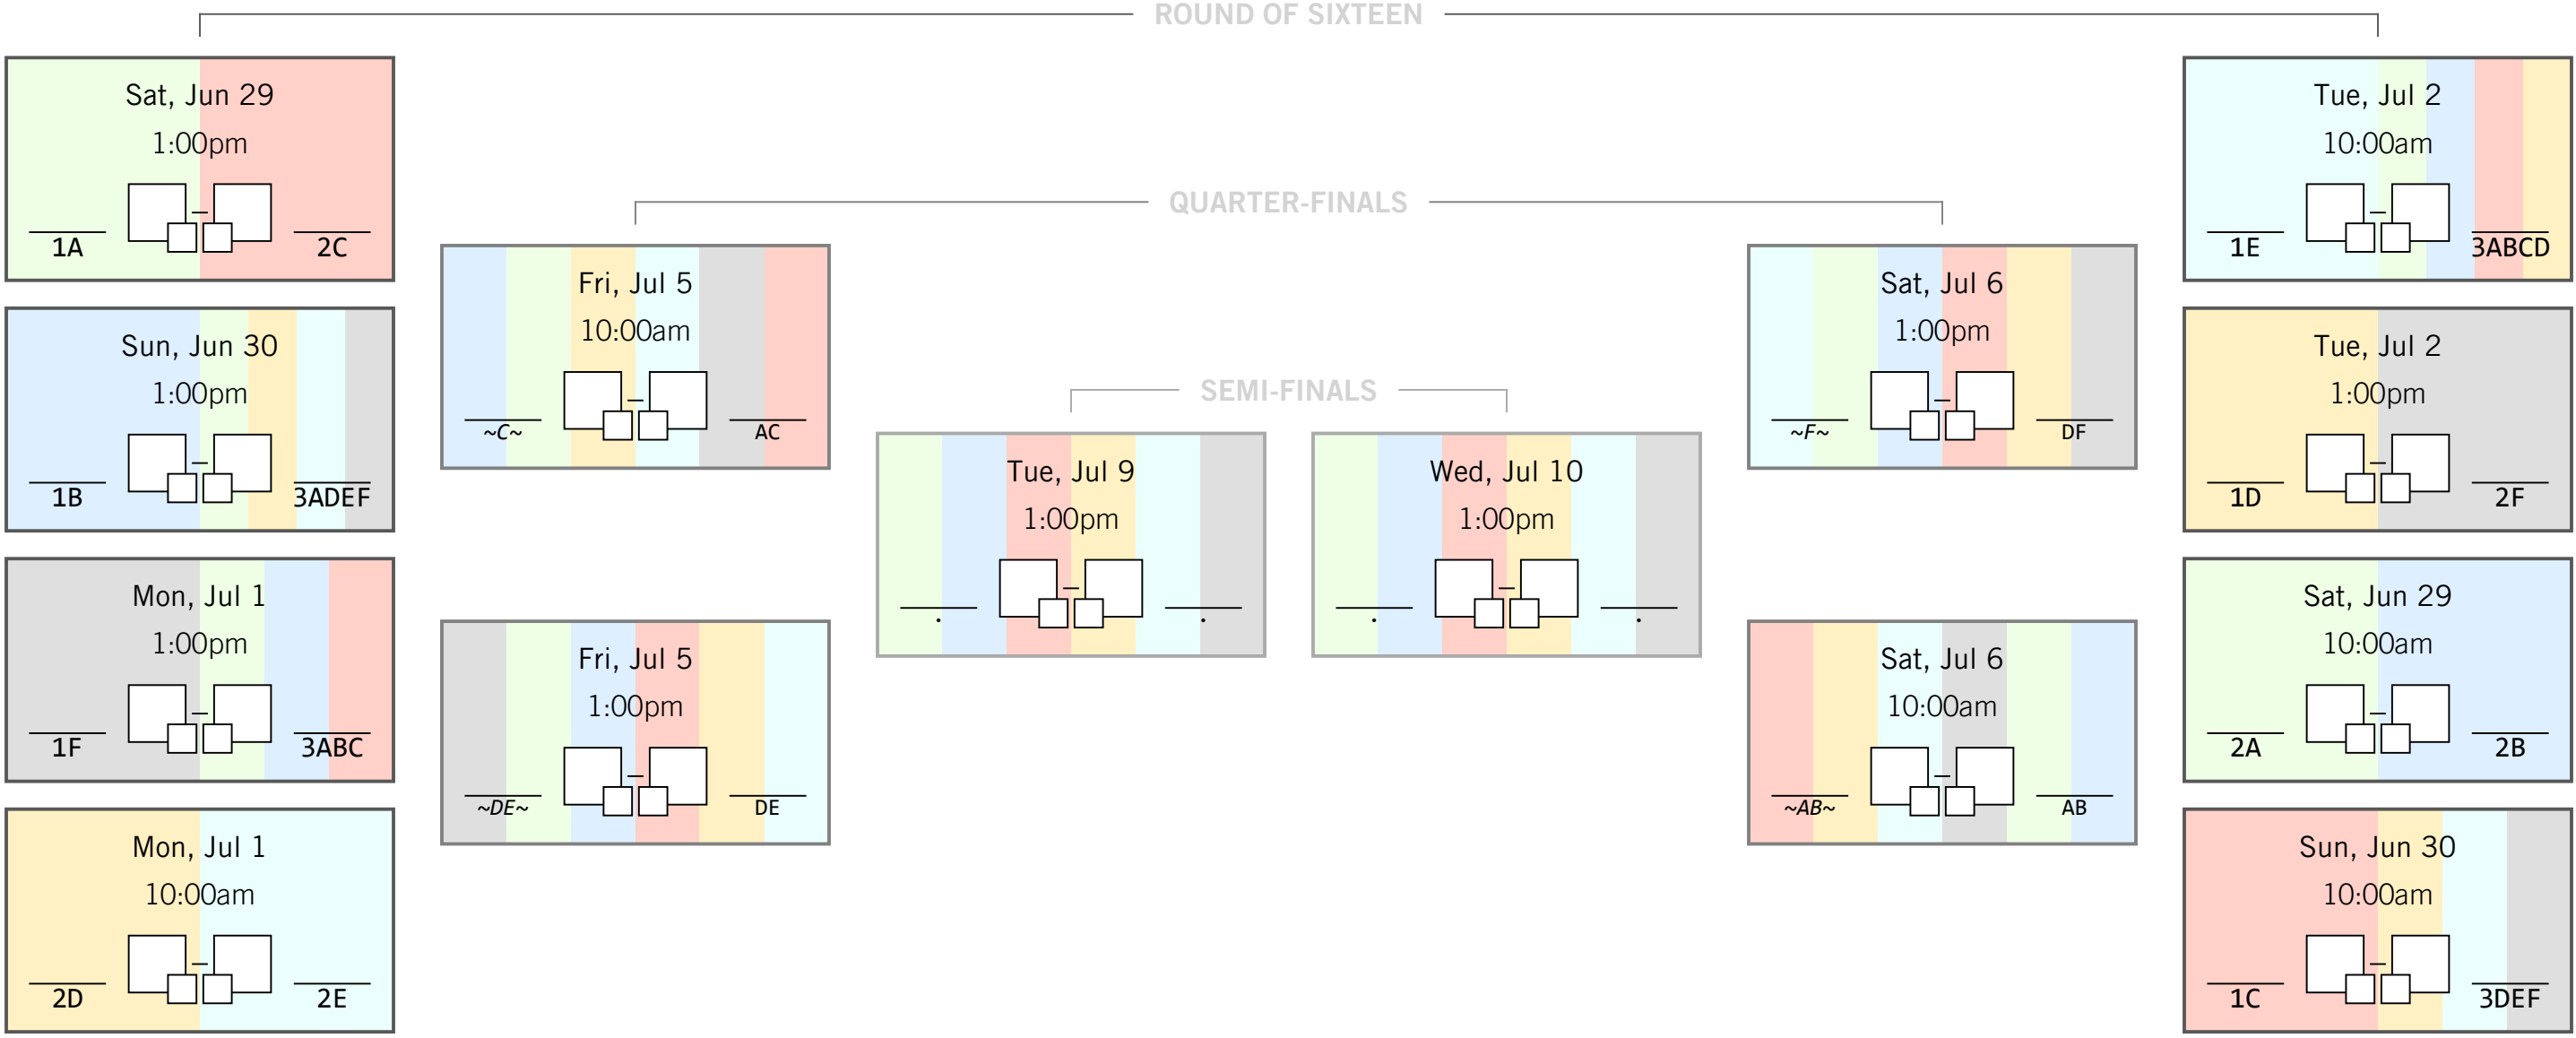 ROUND OF SIXTEEN
Sat, Jun 29
1:00pm
–
1A
2C
Sun, Jun 30
1:00pm
–
1B
3ADEF
Mon, Jul 1
1:00pm
–
1F
3ABC
Mon, Jul 1
10:00am
–
2D
2E
QUARTER-FINALS
Fri, Jul 5
10:00am
–
~C~
AC
Fri, Jul 5
1:00pm
–
~DE~
DE
SEMI-FINALS
Tue, Jul 9
1:00pm
–
.
.
Wed, Jul 10
1:00pm
–
.
.
Sat, Jul 6
1:00pm
–
~F~
DF
Sat, Jul 6
10:00am
–
~AB~
AB
Tue, Jul 2
10:00am
–
1E
3ABCD
Tue, Jul 2
1:00pm
–
1D
2F
Sat, Jun 29
10:00am
–
2A
2B
Sun, Jun 30
10:00am
–
1C
3DEF